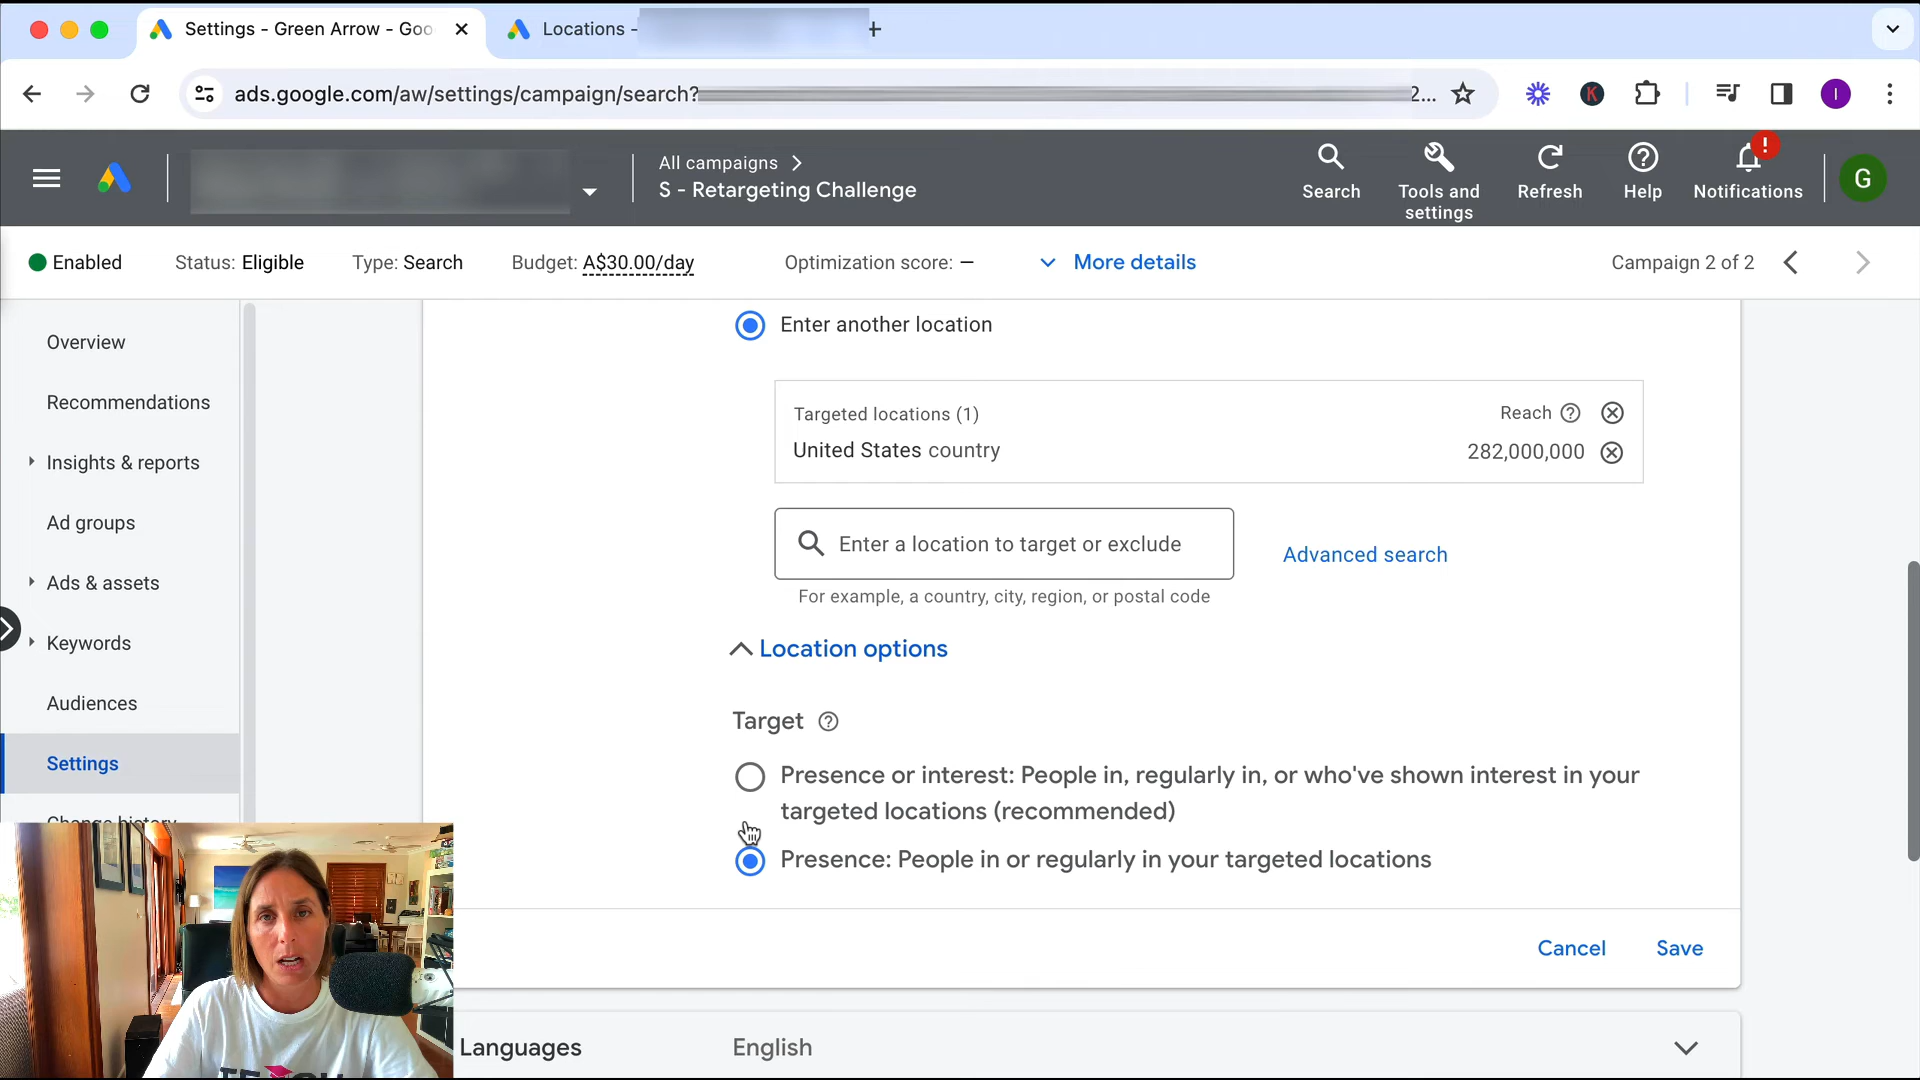 Settings - Green Arrow - Goo
Locations -
ads.google.com/aw/settings/campaign/search?
2...
K
I
All campaigns
S - Retargeting Challenge
Search
Tools and settings
Refresh
Help
!
Notifications
G
Enabled
Status: Eligible
Type: Search
Budget: A$30.00/day
Optimization score: –
More details
Campaign 2 of 2
Overview
Recommendations
Insights & reports
Ad groups
Ads & assets
Keywords
Audiences
Settings
Change history
Enter another location
Targeted locations (1)
Reach
United States country
282,000,000
Enter a location to target or exclude
Advanced search
For example, a country, city, region, or postal code
Location options
Target
Presence or interest: People in, regularly in, or who've shown interest in your
targeted locations (recommended)
Presence: People in or regularly in your targeted locations
Cancel
Save
Languages
English